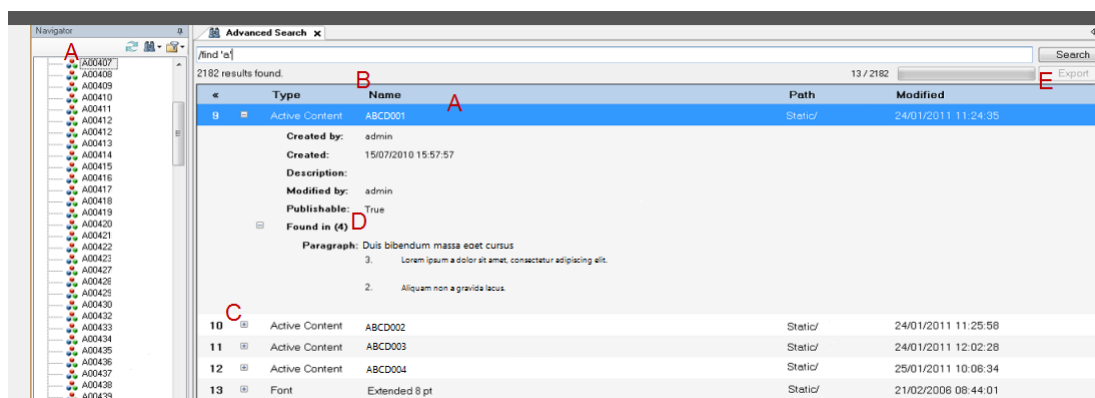 Navigator
A
A00407
A00408
A00409
A00410
A00411
A00412
A00412
A00413
A00414
A00415
A00416
A00417
A00418
A00419
A00420
A00421
A00422
A00423
A00427
A00428
A00429
A00430
A00432
A00433
A00434
A00435
A00436
A00437
A00438
A00439
Advanced Search x
/find 'a'
Search
2182 results found.
13 / 2182
Export
E
B
« Type Name Path Modified
A
9 Active Content ABCD001 Static/ 24/01/2011 11:24:35
Created by: admin
Created: 15/07/2010 15:57:57
Description:
Modified by: admin
Publishable: True
Found in (4) D
Paragraph: Duis bibendum massa eget cursus
3. Lorem ipsum a dolor sit amet, consectetur adipiscing elit.
2. Aliquam non a gravida lacus.
C
10 Active Content ABCD002 Static/ 24/01/2011 11:25:58
11 Active Content ABCD003 Static/ 24/01/2011 12:02:28
12 Active Content ABCD004 Static/ 25/01/2011 10:06:34
13 Font Extended 8 pt Static/ 21/02/2006 08:44:01